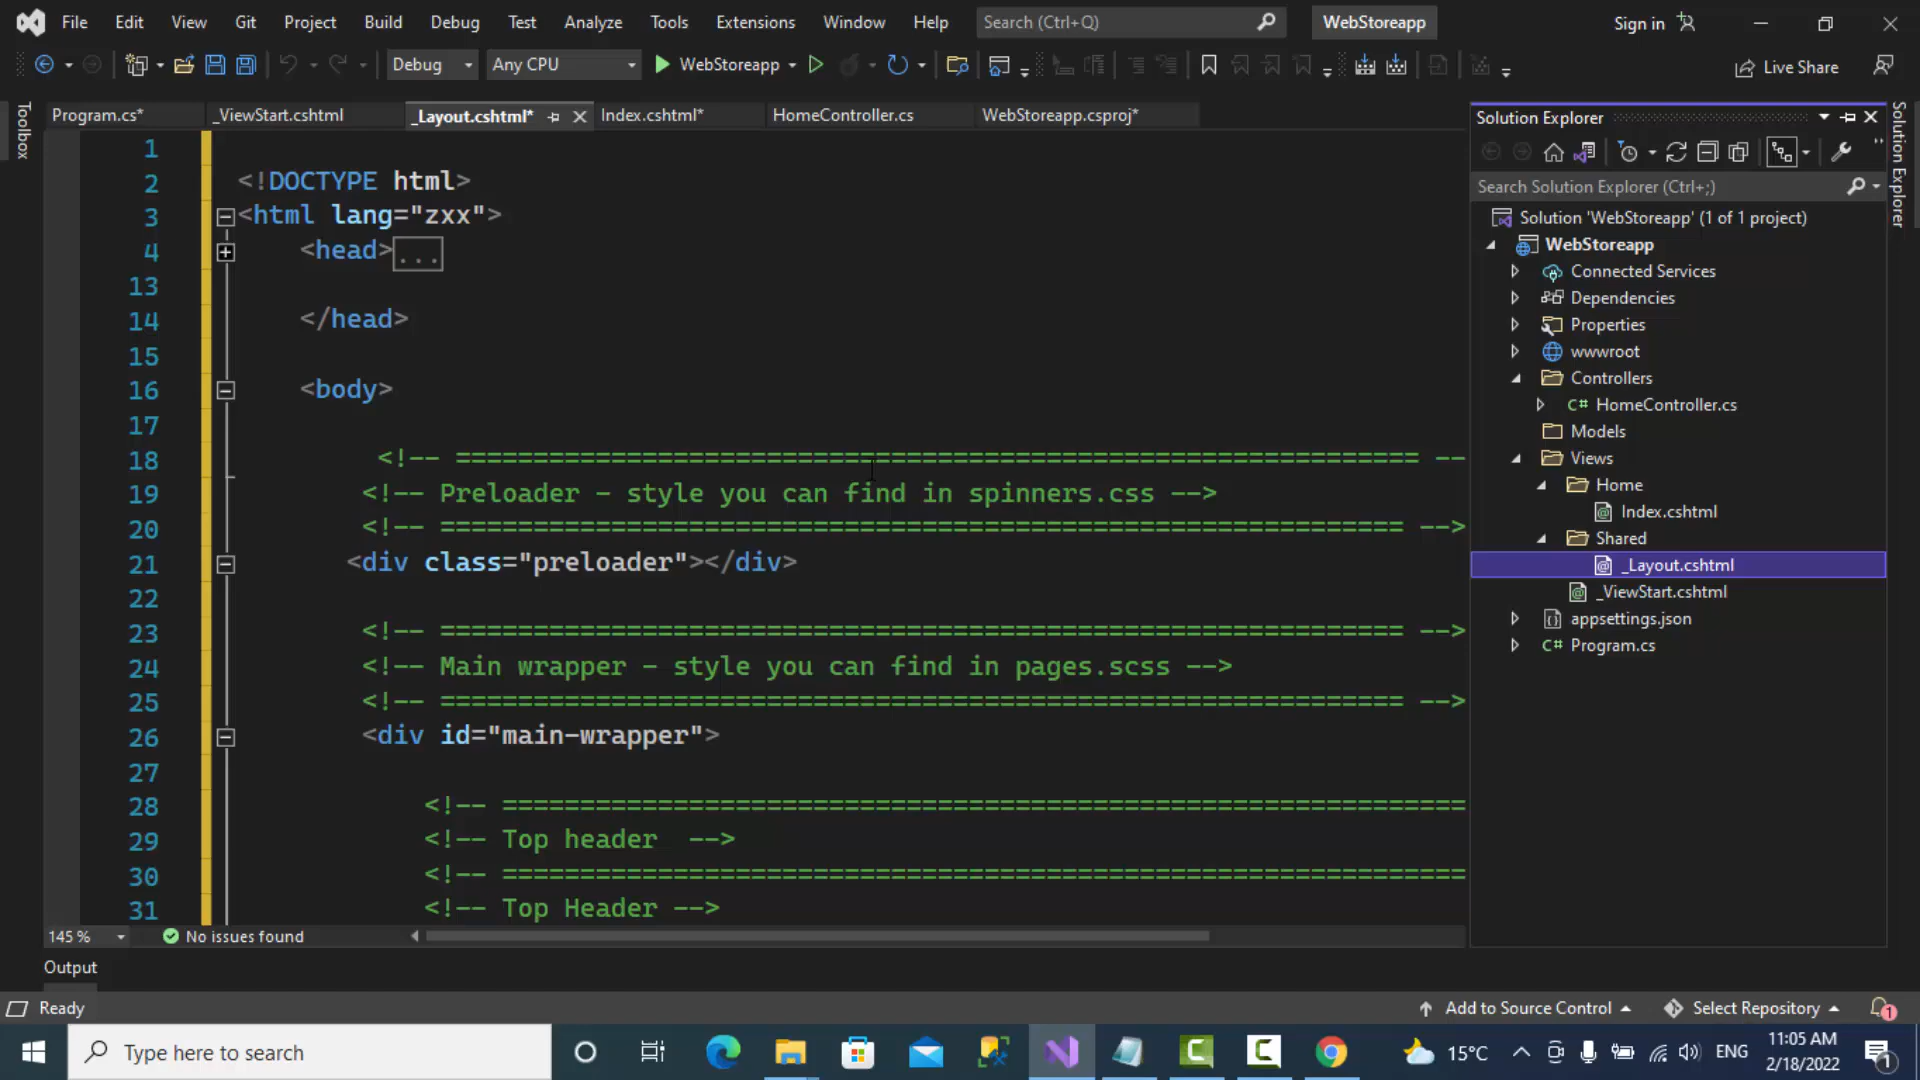 File Edit View Git Project Build Debug Test Analyze Tools Extensions Window Help Search (Ctrl+Q) WebStoreapp Sign in
Debug Any CPU WebStoreapp Live Share
Toolbox
Program.cs* _ViewStart.cshtml _Layout.cshtml* Index.cshtml* HomeController.cs WebStoreapp.csproj*
1
2 <!DOCTYPE html>
3 <html lang="zxx">
4 <head>...
13
14 </head>
15
16 <body>
17
18 <!-- ============================================================== --
19 <!-- Preloader - style you can find in spinners.css -->
20 <!-- ============================================================== -->
21 <div class="preloader"></div>
22
23 <!-- ============================================================== -->
24 <!-- Main wrapper - style you can find in pages.scss -->
25 <!-- ============================================================== -->
26 <div id="main-wrapper">
27
28 <!-- ==============================================================
29 <!-- Top header  -->
30 <!-- ==============================================================
31 <!-- Top Header -->
145 % No issues found
Output
Solution Explorer
Search Solution Explorer (Ctrl+;)
Solution 'WebStoreapp' (1 of 1 project)
WebStoreapp
Connected Services
Dependencies
Properties
wwwroot
Controllers
C# HomeController.cs
Models
Views
Home
Index.cshtml
Shared
_Layout.cshtml
_ViewStart.cshtml
appsettings.json
C# Program.cs
Solution Explorer
Ready Add to Source Control Select Repository 1
Type here to search 15°C ENG 11:05 AM
2/18/2022 1